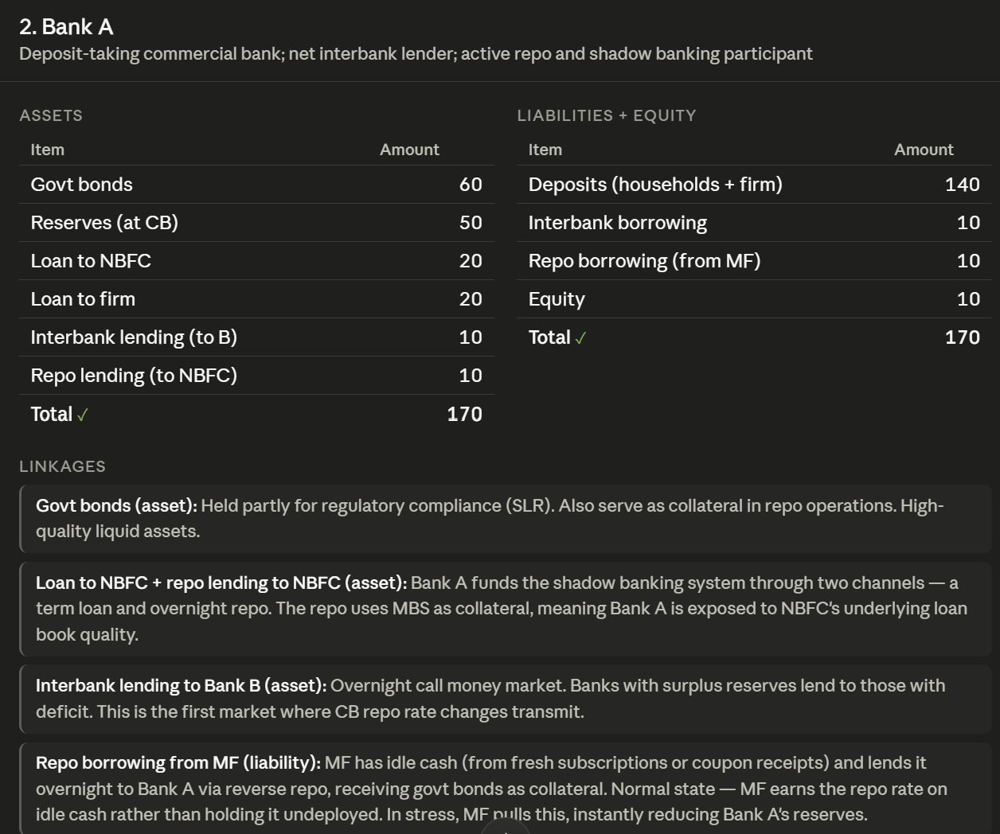 2. Bank A
Deposit-taking commercial bank; net interbank lender; active repo and shadow banking participant
ASSETS
Item Amount
Govt bonds 60
Reserves (at CB) 50
Loan to NBFC 20
Loan to firm 20
Interbank lending (to B) 10
Repo lending (to NBFC) 10
Total ✓ 170
LIABILITIES + EQUITY
Item Amount
Deposits (households + firm) 140
Interbank borrowing 10
Repo borrowing (from MF) 10
Equity 10
Total ✓ 170
LINKAGES
Govt bonds (asset): Held partly for regulatory compliance (SLR). Also serve as collateral in repo operations. High-
quality liquid assets.
Loan to NBFC + repo lending to NBFC (asset): Bank A funds the shadow banking system through two channels — a
term loan and overnight repo. The repo uses MBS as collateral, meaning Bank A is exposed to NBFC's underlying loan
book quality.
Interbank lending to Bank B (asset): Overnight call money market. Banks with surplus reserves lend to those with
deficit. This is the first market where CB repo rate changes transmit.
Repo borrowing from MF (liability): MF has idle cash (from fresh subscriptions or coupon receipts) and lends it
overnight to Bank A via reverse repo, receiving govt bonds as collateral. Normal state — MF earns the repo rate on
idle cash rather than holding it undeployed. In stress, MF pulls this, instantly reducing Bank A's reserves.